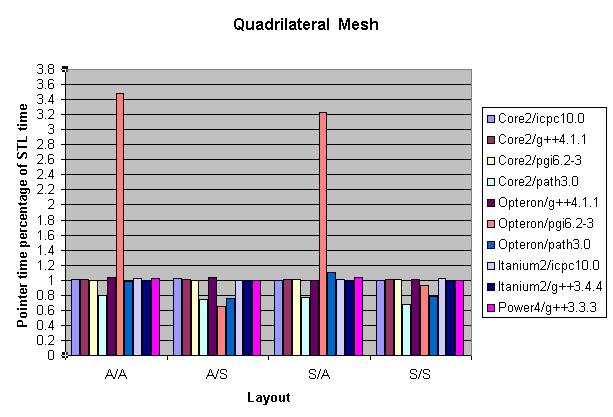 Quadrilateral Mesh
Pointer time percentage of STL time
3.8
3.6
3.4
3.2
3
2.8
2.6
2.4
2.2
2
1.8
1.6
1.4
1.2
1
0.8
0.6
0.4
0.2
0
A/A A/S S/A S/S
Layout
Core2/icpc10.0
Core2/g++4.1.1
Core2/pgi6.2-3
Core2/path3.0
Opteron/g++4.1.1
Opteron/pgi6.2-3
Opteron/path3.0
Itanium2/icpc10.0
Itanium2/g++3.4.4
Power4/g++3.3.3